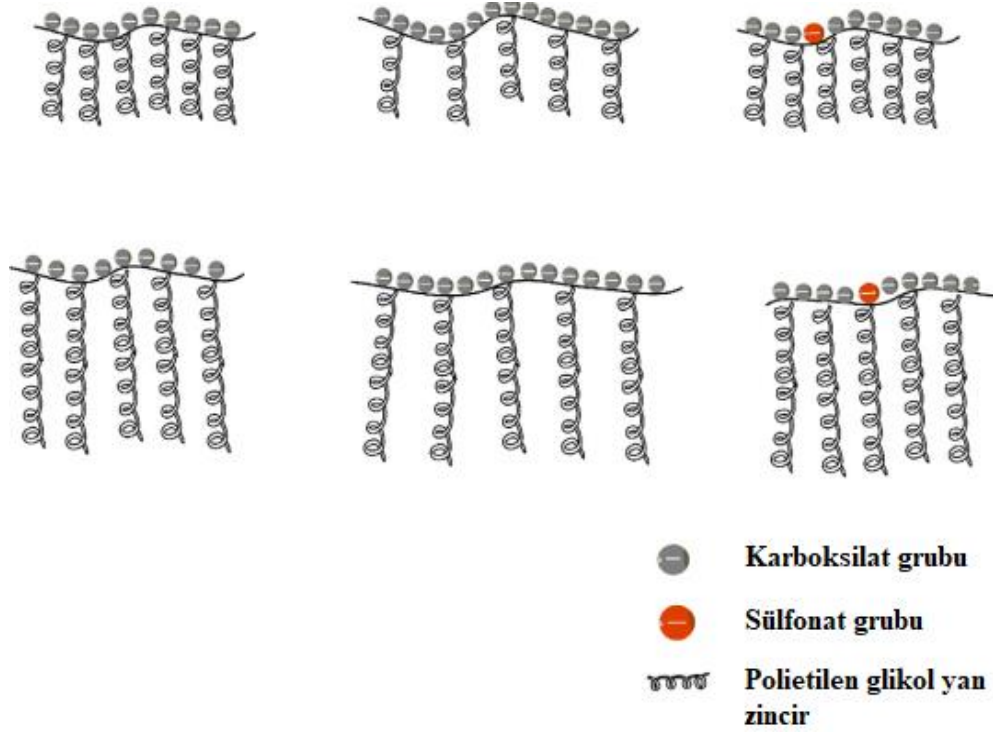 Karboksilat grubu
Sülfonat grubu
Polietilen glikol yan
zincir